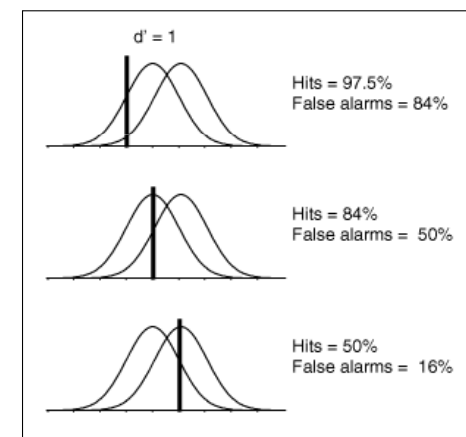 d' = 1
Hits = 97.5%
False alarms = 84%
Hits = 84%
False alarms = 50%
Hits = 50%
False alarms = 16%